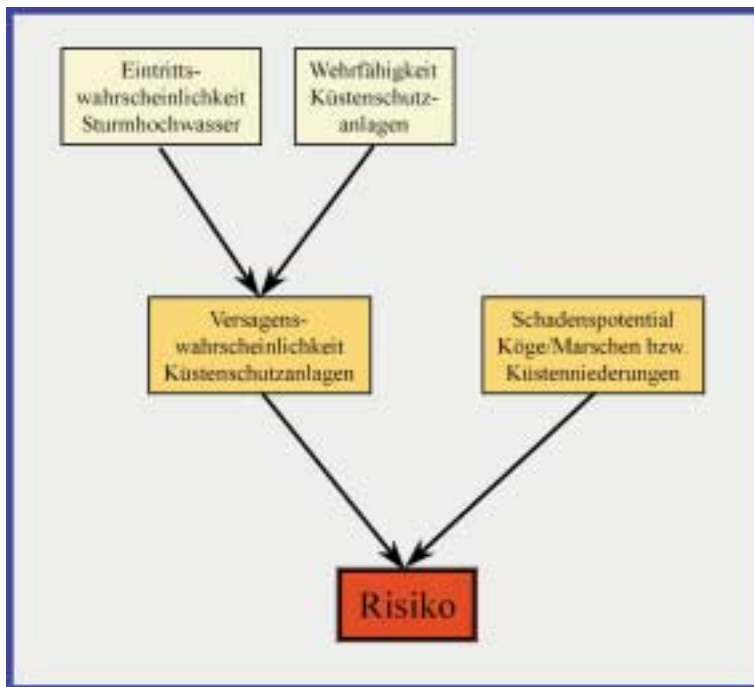 Eintritts-
wahrscheinlichkeit
Sturmhochwasser
Wehrfähigkeit
Küstenschutz-
anlagen
Versagens-
wahrscheinlichkeit
Küstenschutzanlagen
Schadenspotential
Köge/Marschen bzw.
Küstenniederungen
Risiko